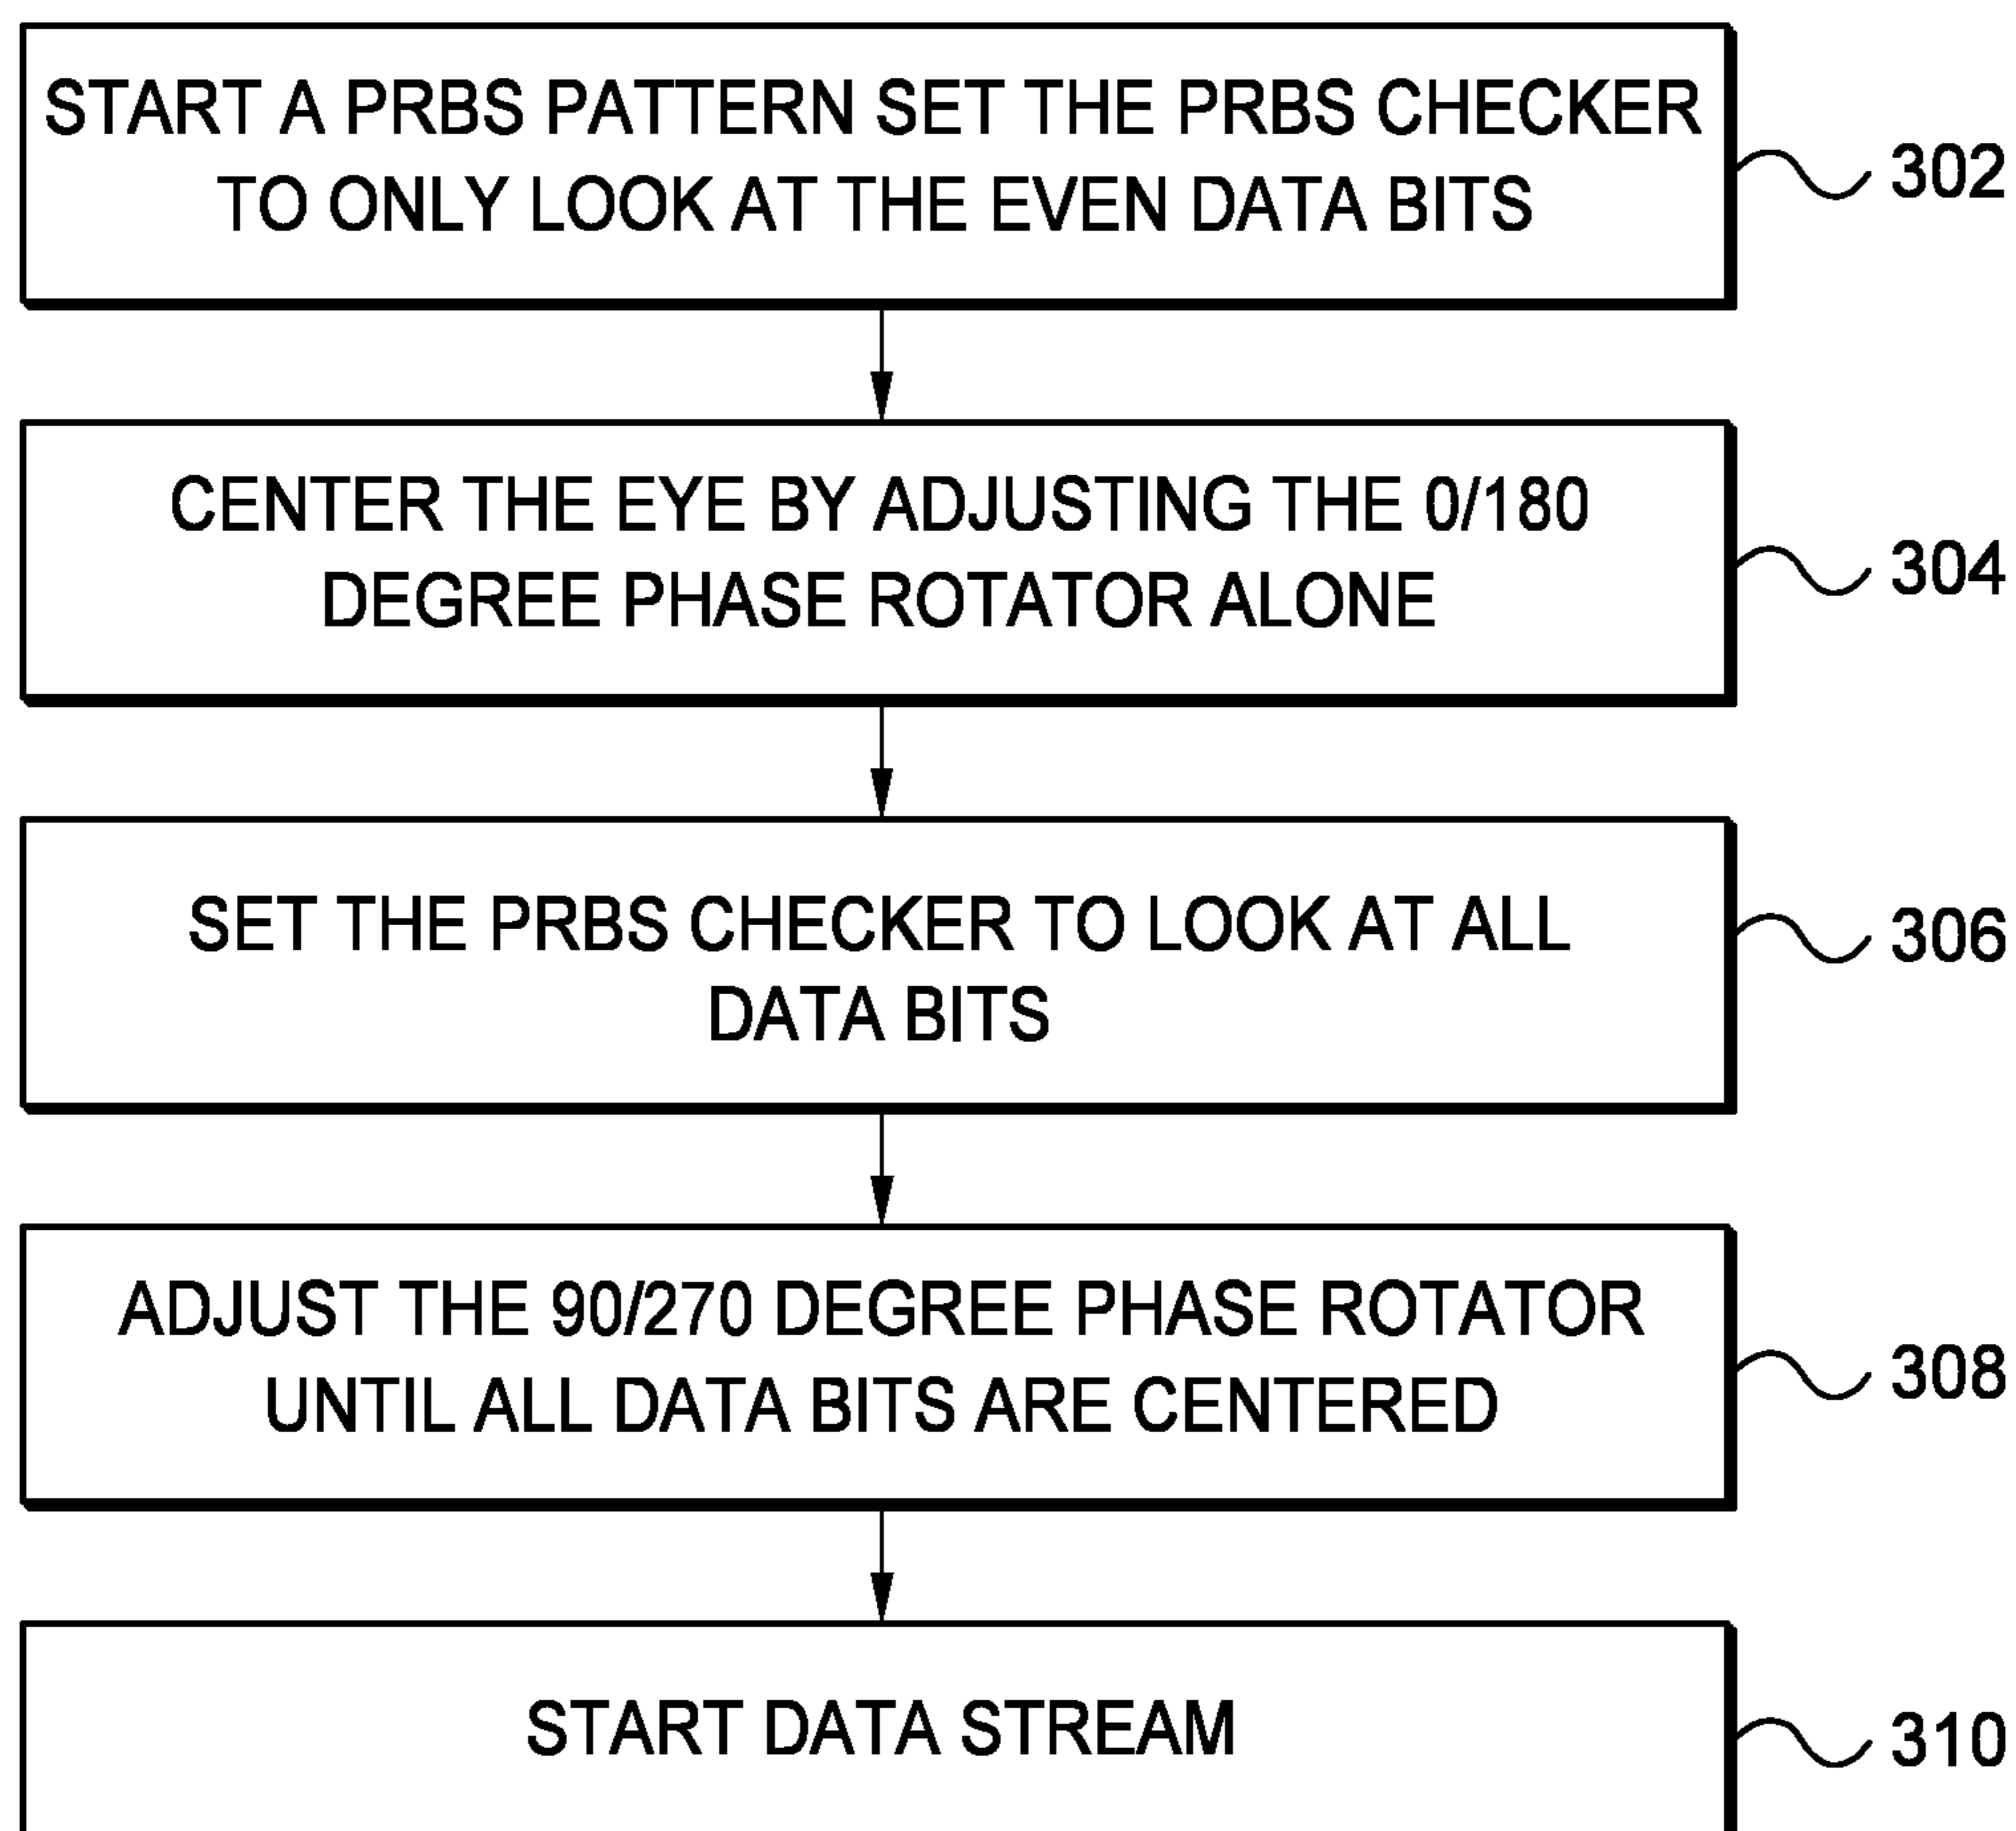 START A PRBS PATTERN SET THE PRBS CHECKER
TO ONLY LOOK AT THE EVEN DATA BITS
302
CENTER THE EYE BY ADJUSTING THE 0/180
DEGREE PHASE ROTATOR ALONE
304
SET THE PRBS CHECKER TO LOOK AT ALL
DATA BITS
306
ADJUST THE 90/270 DEGREE PHASE ROTATOR
UNTIL ALL DATA BITS ARE CENTERED
308
START DATA STREAM
310